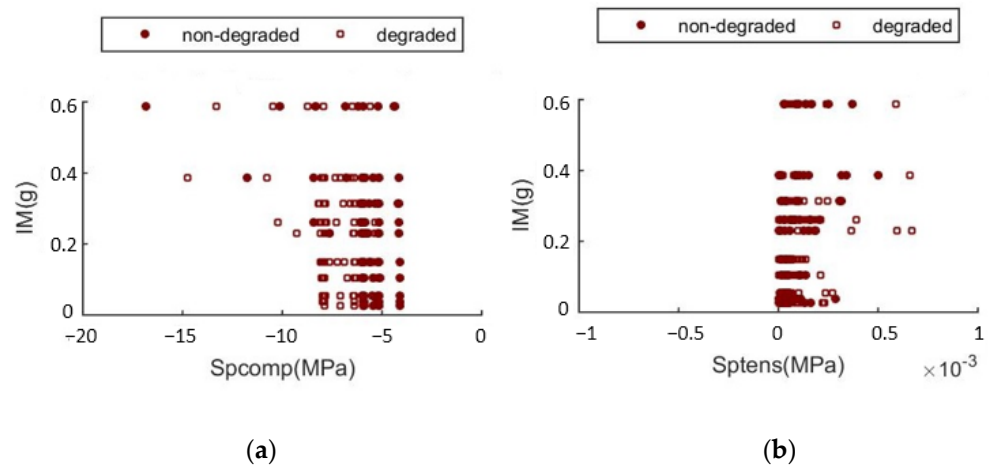 non-degraded degraded
0.6
0.4
0.2
0
IM(g)
−20 −15 −10 −5 0
Spcomp(MPa)
(a)
non-degraded degraded
0.6
0.4
0.2
0
IM(g)
−1 −0.5 0 0.5 1
Sptens(MPa) ×10⁻³
(b)